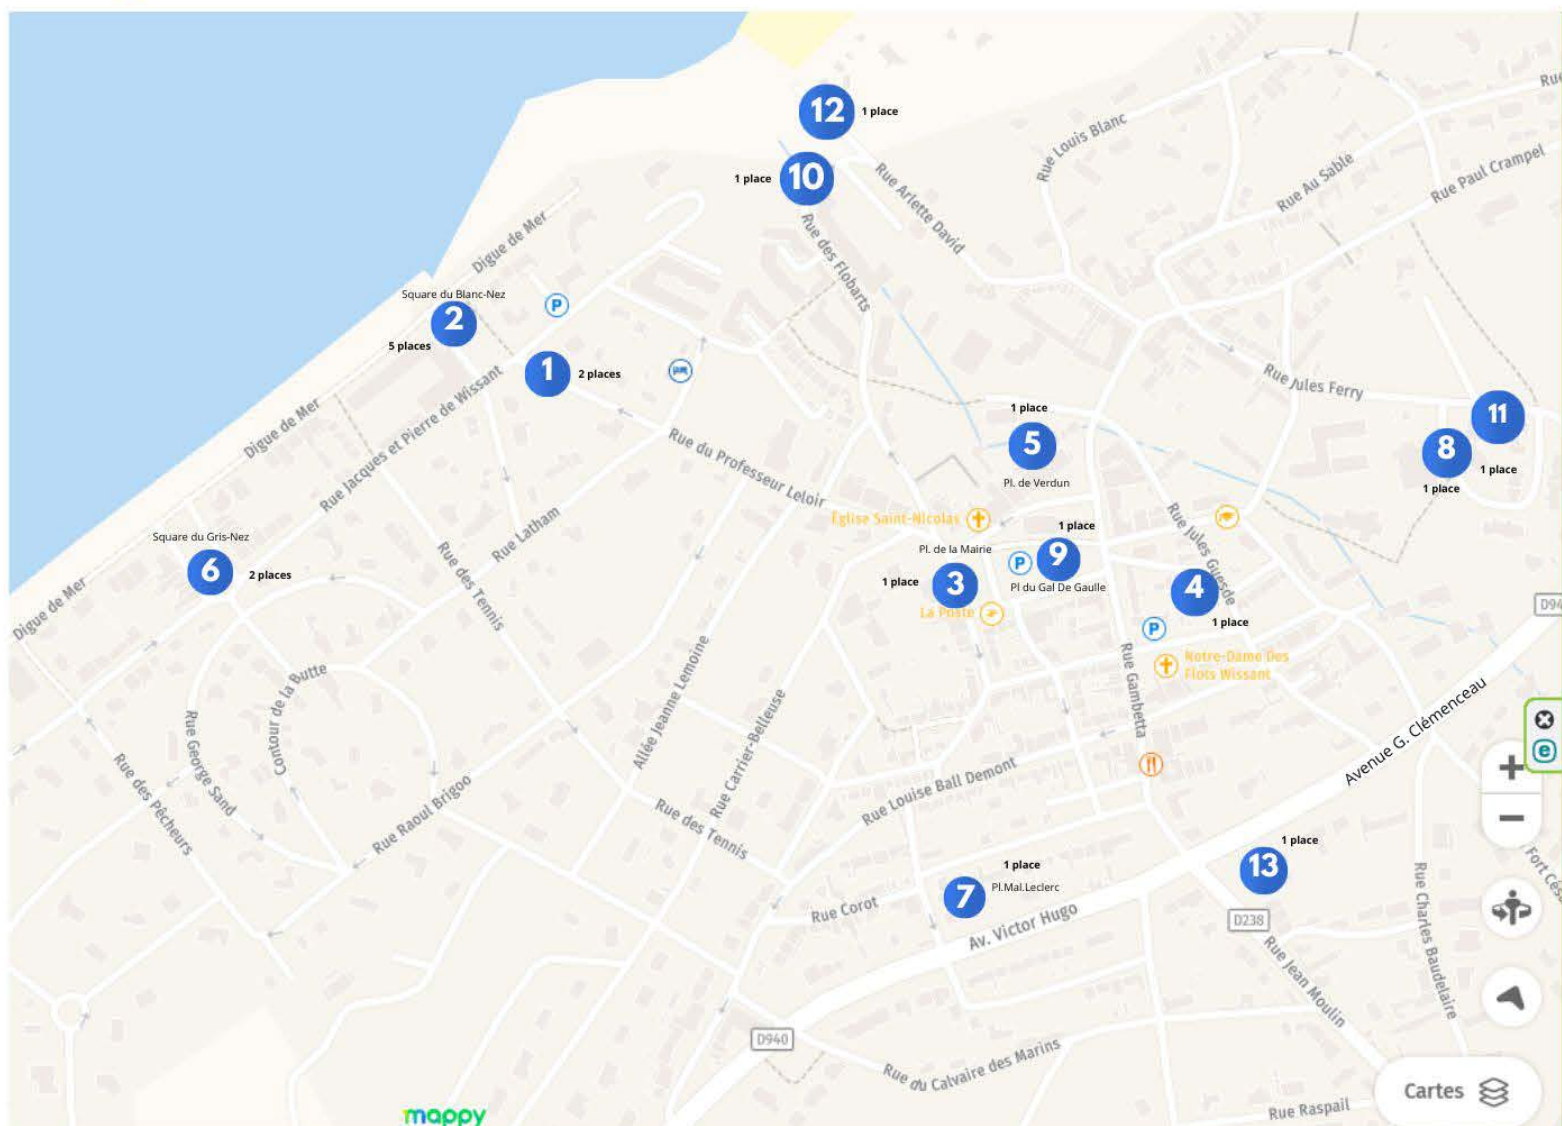 12
1 place
10
1 place
Rue Louis Blanc
Rue Au Sable
Rue Paul Crampel
Rue Arlette David
Rue des Flobarts
Digue de Mer
Square du Blanc-Nez
2
5 places
P
1
2 places
Digue de Mer
Rue Jacques et Pierre de Wissant
Rue du Professeur Leloir
Rue Jules Ferry
11
1 place
8
1 place
1 place
5
Pl. de Verdun
Église Saint-Nicolas
1 place
9
P
Pl du Gal De Gaulle
Pl. de la Mairie
1 place
3
La Poste
Rue Jules Guesde
4
1 place
P
Notre-Dame Des
Flots Wissant
Rue Gambetta
Square du Gris-Nez
6
2 places
Digue de Mer
Rue Latham
Rue des Tennis
Contour de la Butte
Rue George Sand
Rue des Pêcheurs
Rue Raoul Brigoo
Allée Jeanne Lemoine
Rue Carrier-Belleuse
Rue des Tennis
Rue Louise Ball Demont
Avenue G. Clémenceau
1 place
7
Pl.Mal.Leclerc
Rue Corot
Av. Victor Hugo
1 place
13
D238
Rue Jean Moulin
Rue Charles Baudelaire
D940
Rue du Calvaire des Marins
Rue Raspail
Cartes
mappy